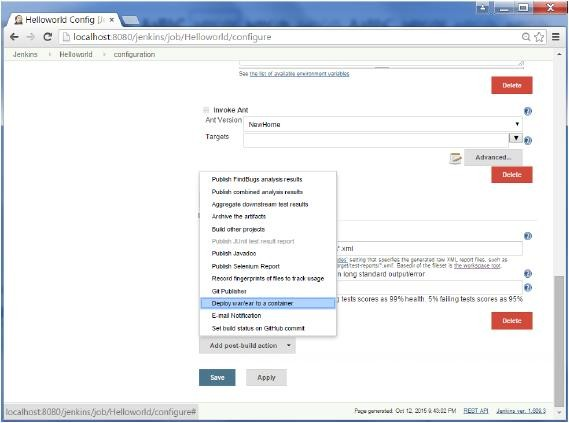 Helloworld Config [Je
localhost:8080/jenkins/job/Helloworld/configure
Jenkins
Helloworld
configuration
See the list of available environment variables
Delete
Invoke Ant
Ant Version
NewHome
Targets
Advanced...
Delete
Publish FindBugs analysis results
Publish combined analysis results
Aggregate downstream test results
Archive the artifacts
Build other projects
Publish JUnit test result report
Publish Javadoc
Publish Selenium Report
Record fingerprints of files to track usage
Git Publisher
Deploy war/ear to a container
E-mail Notification
Set build status on GitHub commit
*.xml
setting that specifies the generated raw XML report files, such as
Basedir of the fileset is the workspace root.
n long standard output/error
g tests scores as 99% health. 5% failing tests scores as 95%
Delete
Add post-build action
Save
Apply
localhost:8080/jenkins/job/Helloworld/configure#
Page generated: Oct 12, 2015 9:43:02 PM
REST API
Jenkins ver. 1.609.3